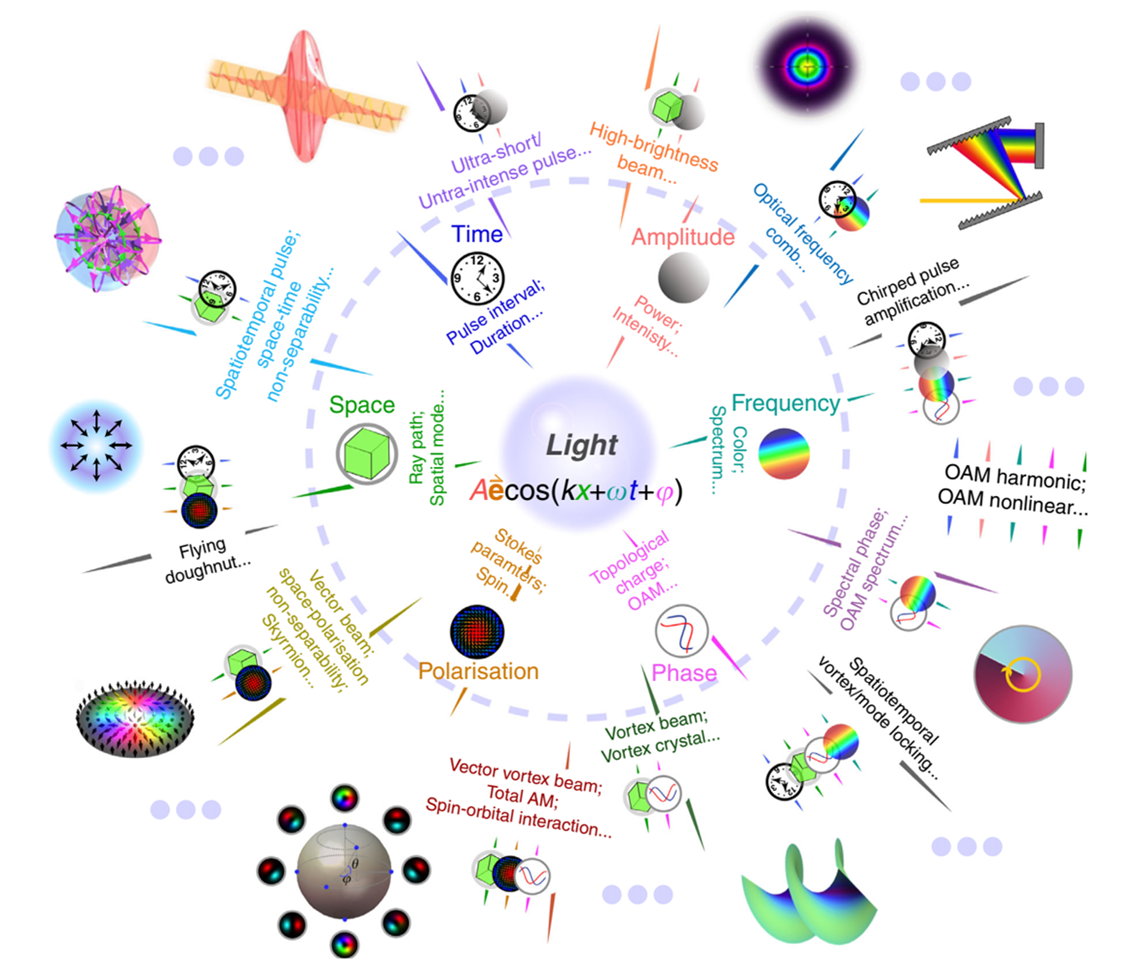 Ultra-short/
Untra-intense pulse...
High-brightness
beam...
Optical frequency
comb...
Chirped pulse
amplification...
Time
Pulse interval;
Duration...
Amplitude
Power;
Intenisty...
Spatiotemporal pulse;
space-time
non-separability...
Space
Ray path;
Spatial mode...
Light
Aēcos(kx+ωt+φ)
Frequency
Color;
Spectrum...
OAM harmonic;
OAM nonlinear...
Flying
doughnut...
Stokes
paramters;
Spin...
Polarisation
Topological
charge;
OAM...
Phase
Spectral phase;
OAM spectrum...
Vector beam;
space-polarisation
non-separability;
Skyrmion...
Vortex beam;
Vortex crystal...
Spatiotemporal
vortex/mode locking...
Vector vortex beam;
Total AM;
Spin-orbital interaction...
θ
φ